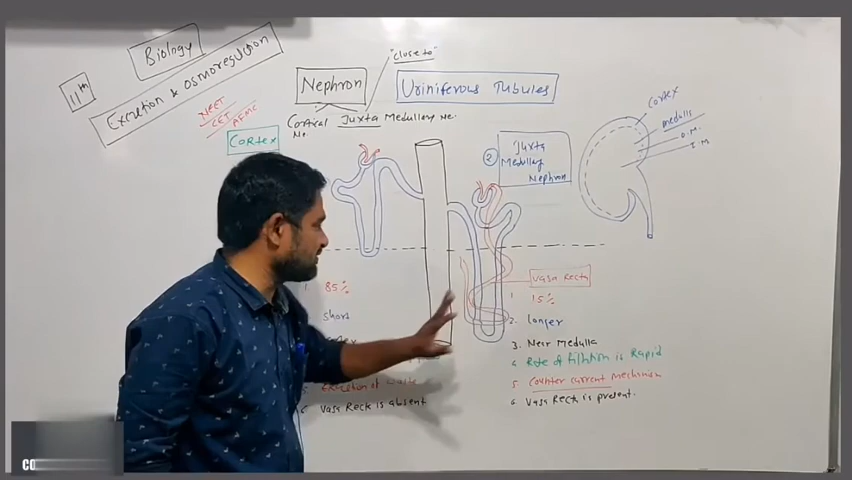 Biology
11th
Excretion & Osmoregulation
NEET
CET
AFMC
"close to"
Nephron
Uriniferous Tubules
Cortical Juxta Medullary Ne.
Ne.
Cortex
② Juxta
Medullary
Nephron
Cortex
medulla
O.M.
I.M
1. 85%
short
6 Vasa Recta is absent
Vasa Recta
1 15%
2. Longer
3. Near Medulla
4 Rate of filtration is Rapid
5 Counter current mechanism
6 Vasa Recta is present.